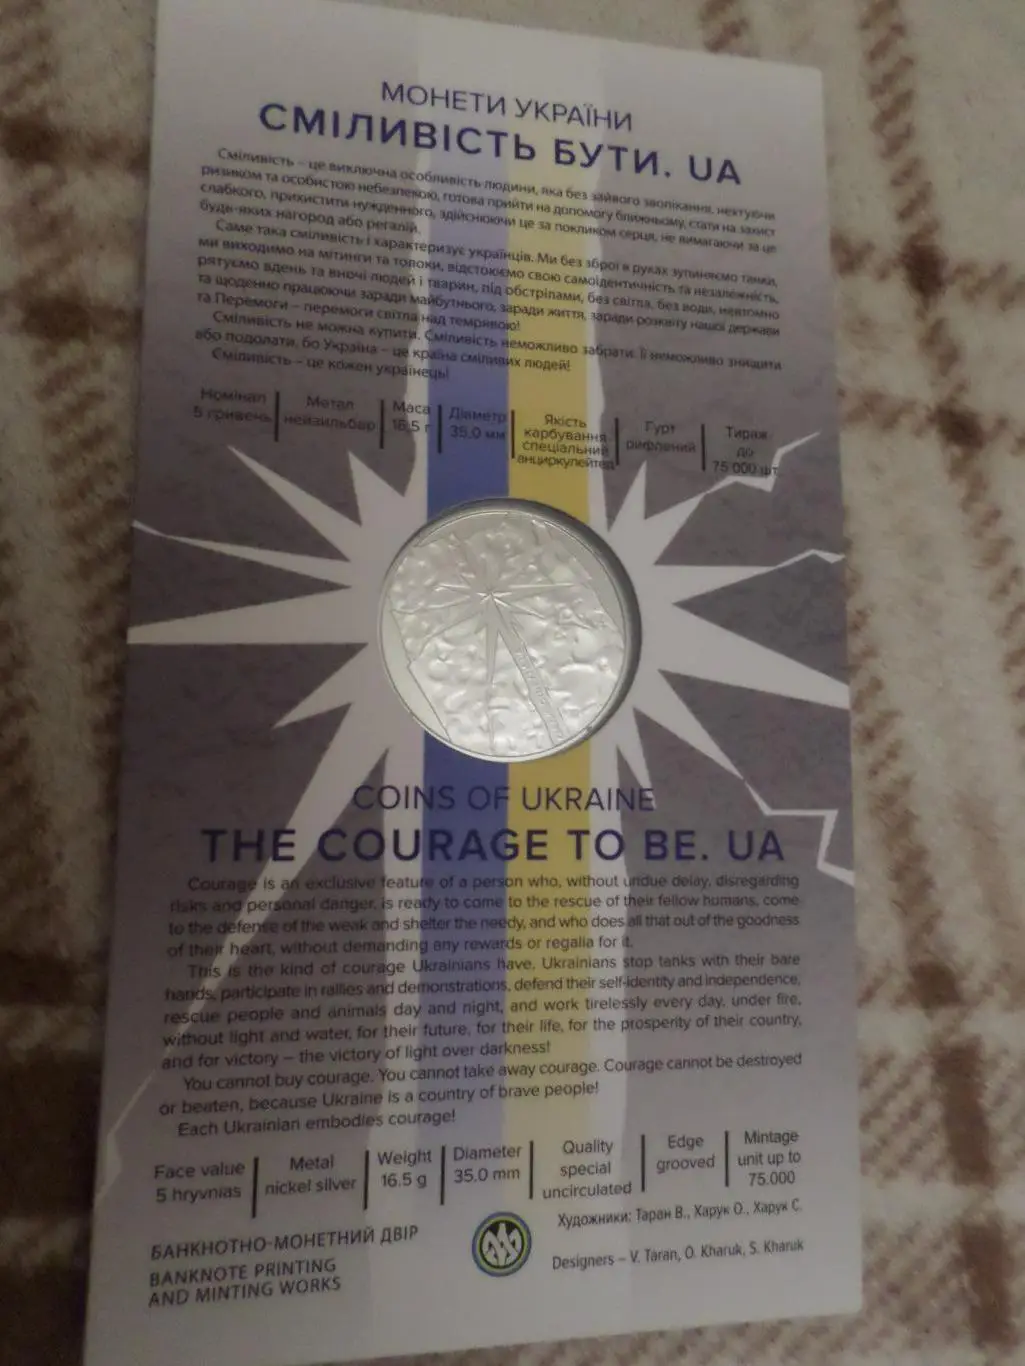 МОНЕТИ УКРАЇНИ
СМІЛИВІСТЬ БУТИ. UA
Сміливість – це виключна особливість людини, яка без зайвого зволікання, нехтуючи
ризиком та особистою небезпекою, готова прийти на допомогу ближньому, стати на захист
слабкого, прихистити нужденного, здійснюючи це за покликом серця, не вимагаючи за це
будь-яких нагород або регалій.
Саме така сміливість і характеризує українців. Ми без зброї в руках зупиняємо танки,
ми виходимо на мітинги та толоки, відстоюємо свою самоідентичність та незалежність,
рятуємо вдень та вночі людей і тварин, під обстрілами, без світла, без води, невтомно
та щоденно працюючи заради майбутнього, заради життя, заради розквіту нашої держави
та Перемоги – перемоги світла над темрявою!
Сміливість не можна купити. Сміливість неможливо забрати. Її неможливо знищити
або подолати, бо Україна – це країна сміливих людей!
Сміливість – це кожен українець!
Номінал
5 гривень
Метал
нейзильбер
Маса
16,5 г
Діаметр
35,0 мм
Якість
карбування
спеціальний
анциркулейтед
Гурт
рифлений
Тираж
до
75 000 шт.
COINS OF UKRAINE
THE COURAGE TO BE. UA
Courage is an exclusive feature of a person who, without undue delay, disregarding
risks and personal danger, is ready to come to the rescue of their fellow humans, come
to the defense of the weak and shelter the needy, and who does all that out of the goodness
of their heart, without demanding any rewards or regalia for it.
This is the kind of courage Ukrainians have. Ukrainians stop tanks with their bare
hands, participate in rallies and demonstrations, defend their self-identity and independence,
rescue people and animals day and night, and work tirelessly every day, under fire,
without light and water, for their future, for their life, for the prosperity of their country,
and for victory – the victory of light over darkness!
You cannot buy courage. You cannot take away courage. Courage cannot be destroyed
or beaten, because Ukraine is a country of brave people!
Each Ukrainian embodies courage!
Face value
5 hryvnias
Metal
nickel silver
Weight
16.5 g
Diameter
35.0 mm
Quality
special
uncirculated
Edge
grooved
Mintage
unit up to
75.000
БАНКНОТНО-МОНЕТНИЙ ДВІР
BANKNOTE PRINTING
AND MINTING WORKS
Художники: Таран В., Харук О., Харук С.
Designers – V. Taran, O. Kharuk, S. Kharuk